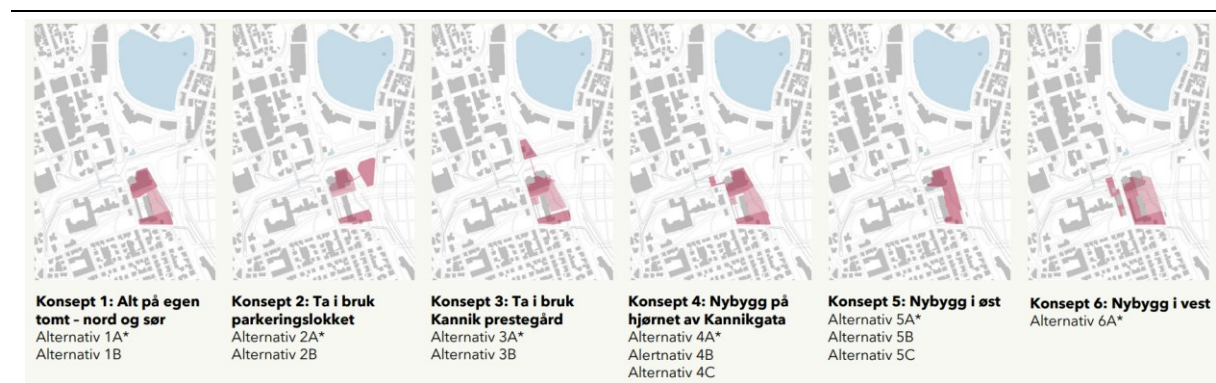 Konsept 1: Alt på egen
tomt – nord og sør
Alternativ 1A*
Alternativ 1B
Konsept 2: Ta i bruk
parkeringslokket
Alternativ 2A*
Alternativ 2B
Konsept 3: Ta i bruk
Kannik prestegård
Alternativ 3A*
Alternativ 3B
Konsept 4: Nybygg på
hjørnet av Kannikgata
Alternativ 4A*
Alertnativ 4B
Alternativ 4C
Konsept 5: Nybygg i øst
Alternativ 5A*
Alternativ 5B
Alternativ 5C
Konsept 6: Nybygg i vest
Alternativ 6A*